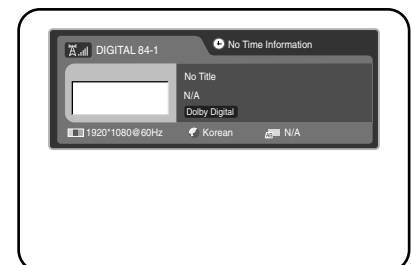 DIGITAL 84-1
No Time Information
No Title
N/A
Dolby Digital
1920*1080@60Hz
Korean
N/A